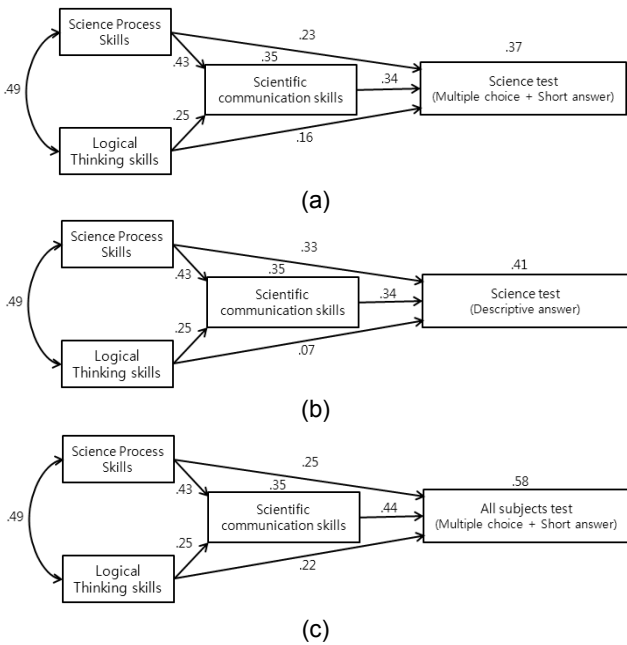 Science Process
Skills
.23
.37
.43
.35
.49
Scientific
communication skills
.34
Science test
(Multiple choice + Short answer)
.25
Logical
Thinking skills
.16
(a)
Science Process
Skills
.33
.41
.43
.35
.49
Scientific
communication skills
.34
Science test
(Descriptive answer)
.25
Logical
Thinking skills
.07
(b)
Science Process
Skills
.25
.58
.43
.35
.49
Scientific
communication skills
.44
All subjects test
(Multiple choice + Short answer)
.25
Logical
Thinking skills
.22
(c)